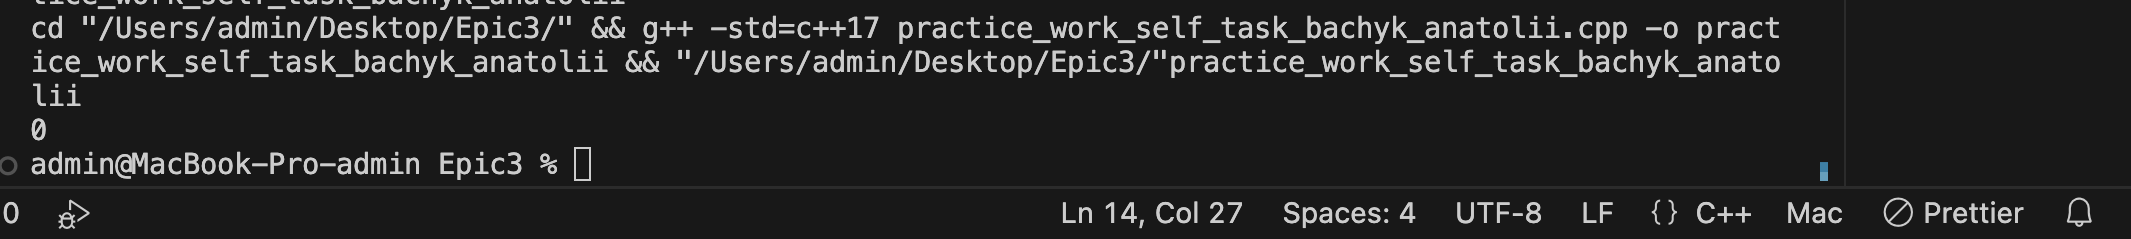 tice_work_self_task_bachyk_anatolii
cd "/Users/admin/Desktop/Epic3/" && g++ -std=c++17 practice_work_self_task_bachyk_anatolii.cpp -o pract
ice_work_self_task_bachyk_anatolii && "/Users/admin/Desktop/Epic3/"practice_work_self_task_bachyk_anato
lii
0
admin@MacBook-Pro-admin Epic3 %
0 Ln 14, Col 27 Spaces: 4 UTF-8 LF {} C++ Mac Prettier